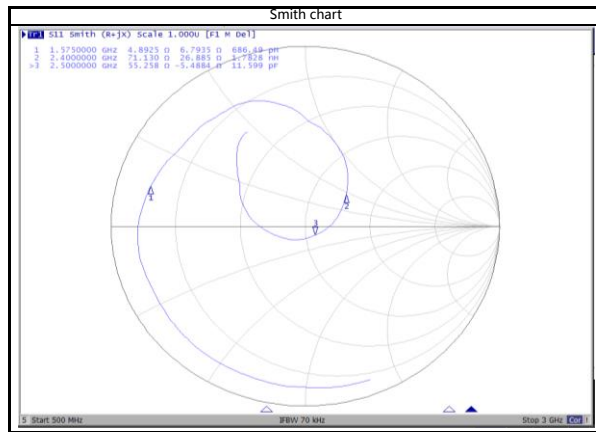 Smith chart
Tr1 S11 Smith (R+jX) Scale 1.000U [F1 M Del]
1 1.5750000 GHz 4.8925 Ω 6.7935 Ω 686.49 pH
2 2.4000000 GHz 71.130 Ω 26.885 Ω 1.7828 nH
>3 2.5000000 GHz 55.258 Ω -5.4884 Ω 11.599 pF
1
2
3
5 Start 500 MHz IFBW 70 kHz Stop 3 GHz Cor !